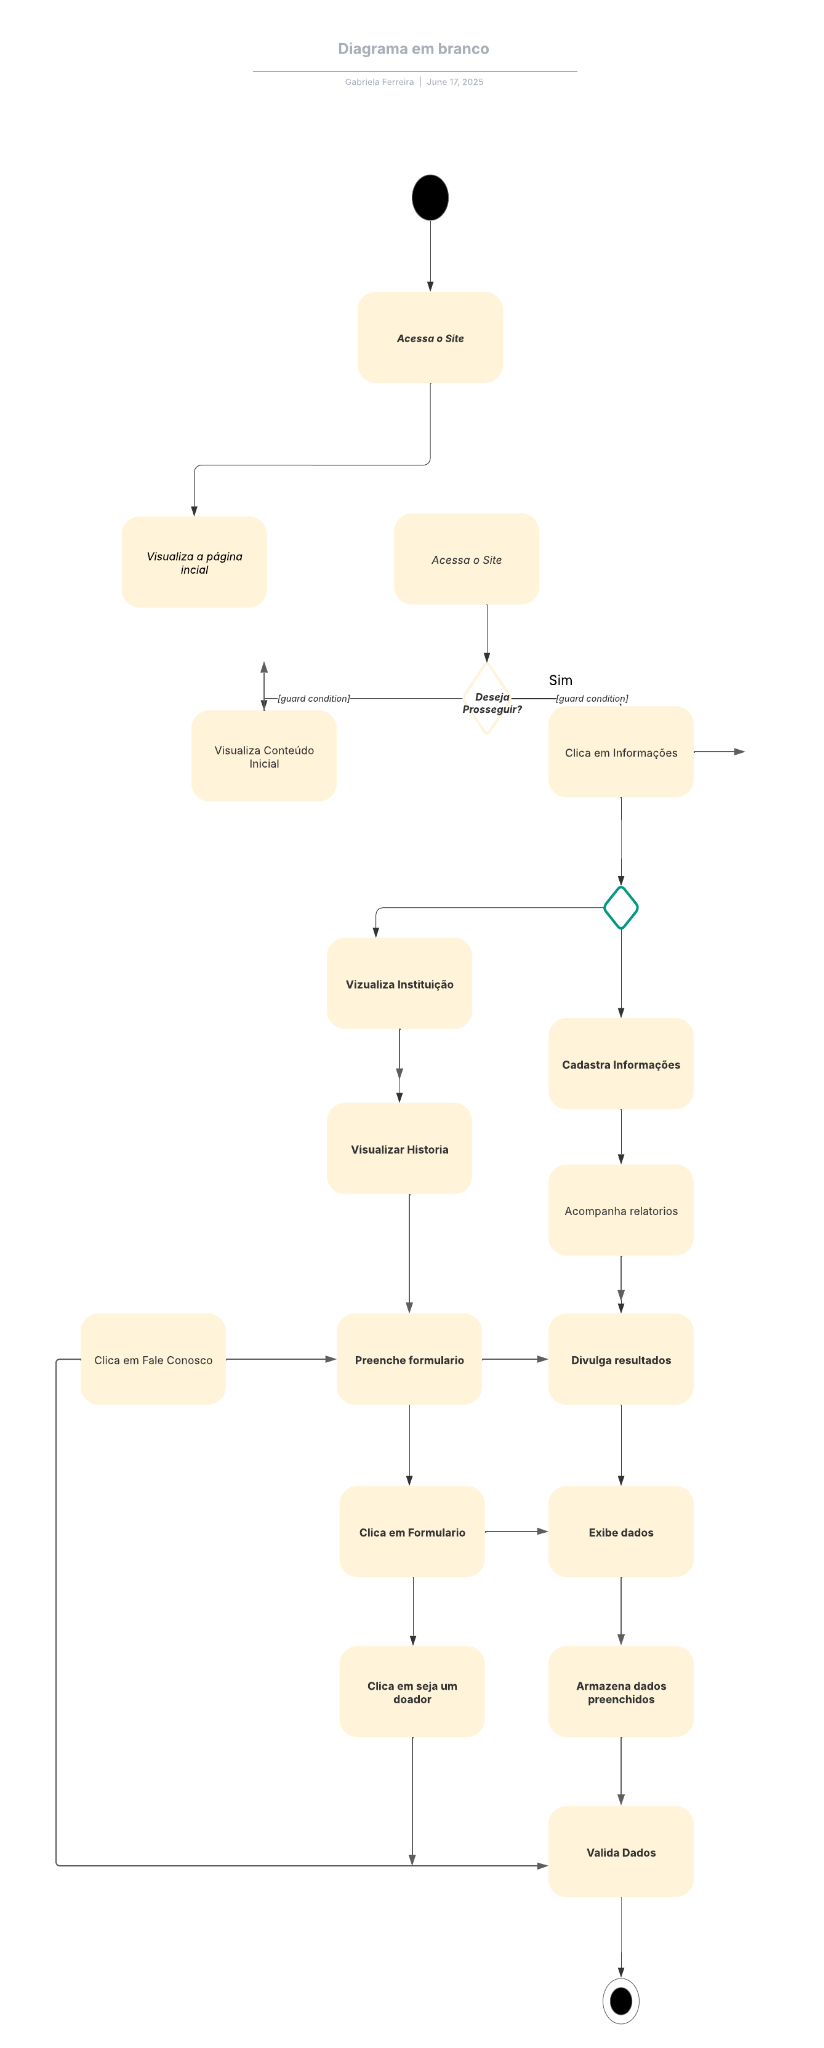 Diagrama em branco
Gabriela Ferreira | June 17, 2025
Acessa o Site
Visualiza a página
incial
Acessa o Site
Sim
[guard condition]
Deseja
Prosseguir?
[guard condition]
Visualiza Conteúdo
Inicial
Clica em Informações
Vizualiza Instituição
Cadastra Informações
Visualizar Historia
Acompanha relatorios
Clica em Fale Conosco
Preenche formulario
Divulga resultados
Clica em Formulario
Exibe dados
Clica em seja um
doador
Armazena dados
preenchidos
Valida Dados